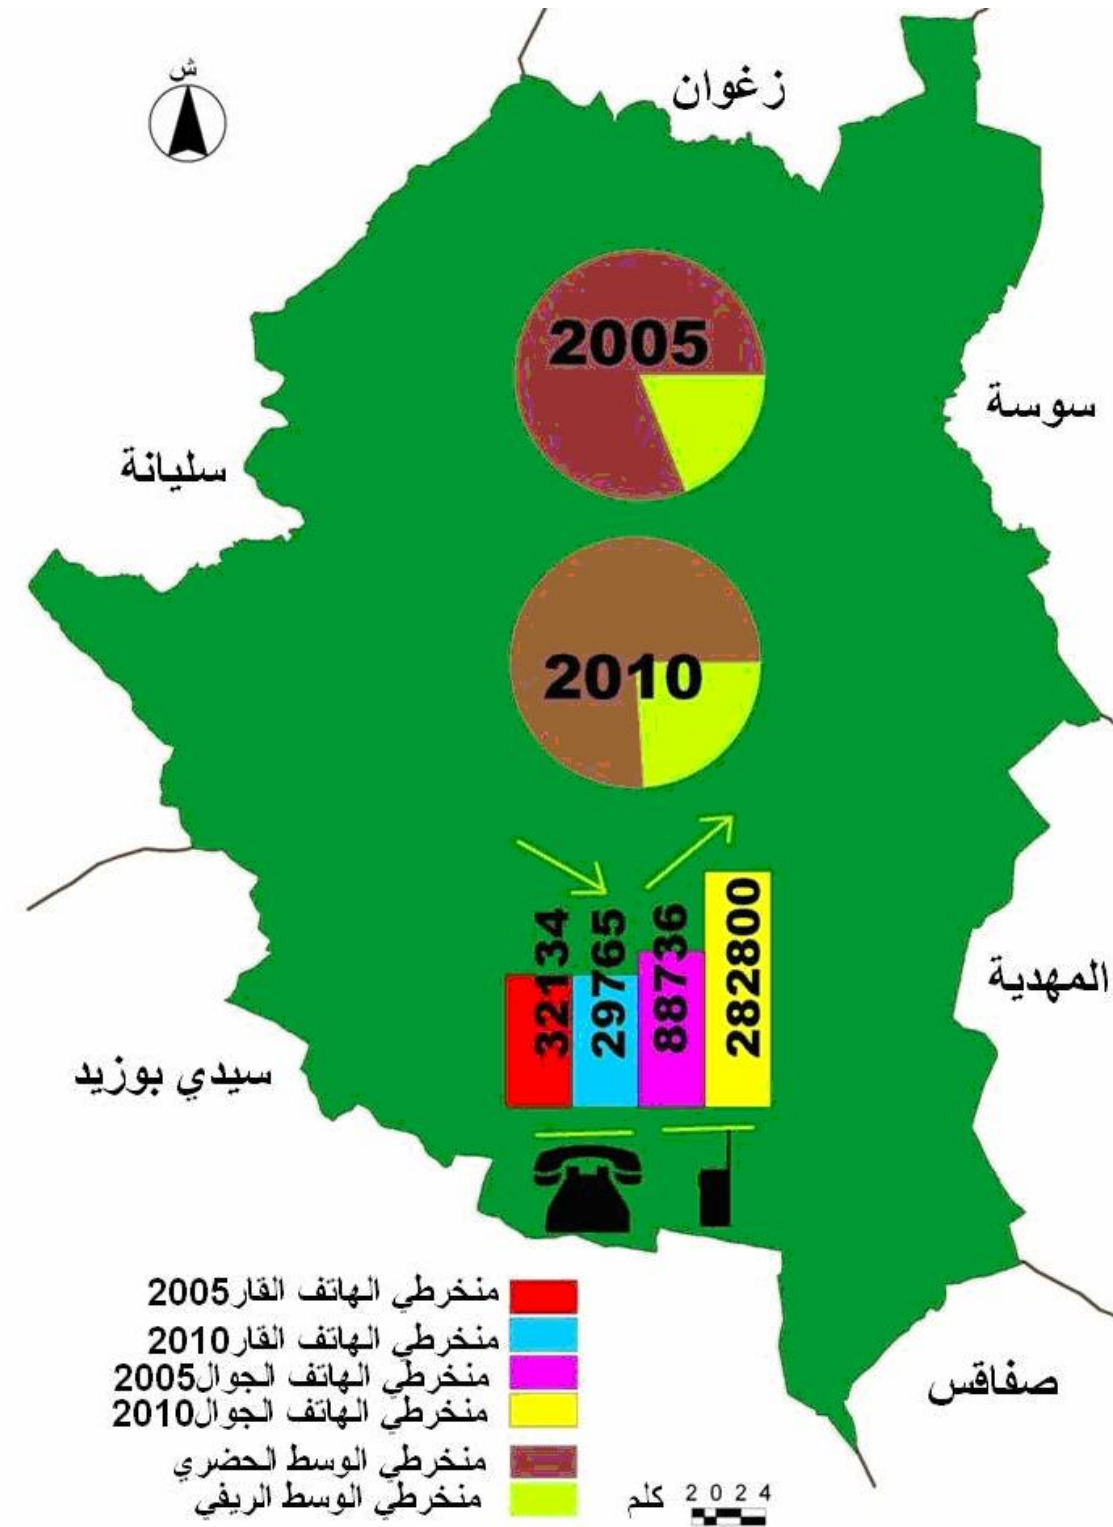 ش
زغوان
2005
سوسة
سليانة
2010
32134
29765
88736
282800
المهدية
سيدي بوزيد
منخرطي الهاتف القار2005
منخرطي الهاتف القار2010
منخرطي الهاتف الجوال2005
منخرطي الهاتف الجوال2010
صفاقس
منخرطي الوسط الحضري
منخرطي الوسط الريفي
كلم 2 0 2 4